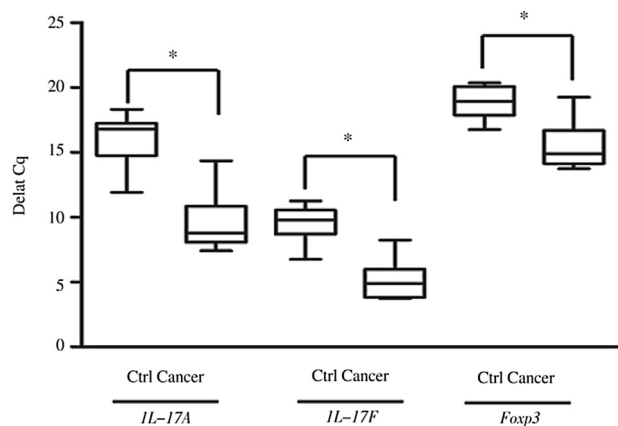 25
20
15
10
5
0
Delat Cq
*
*
*
Ctrl Cancer
Ctrl Cancer
Ctrl Cancer
IL−17A
IL−17F
Foxp3